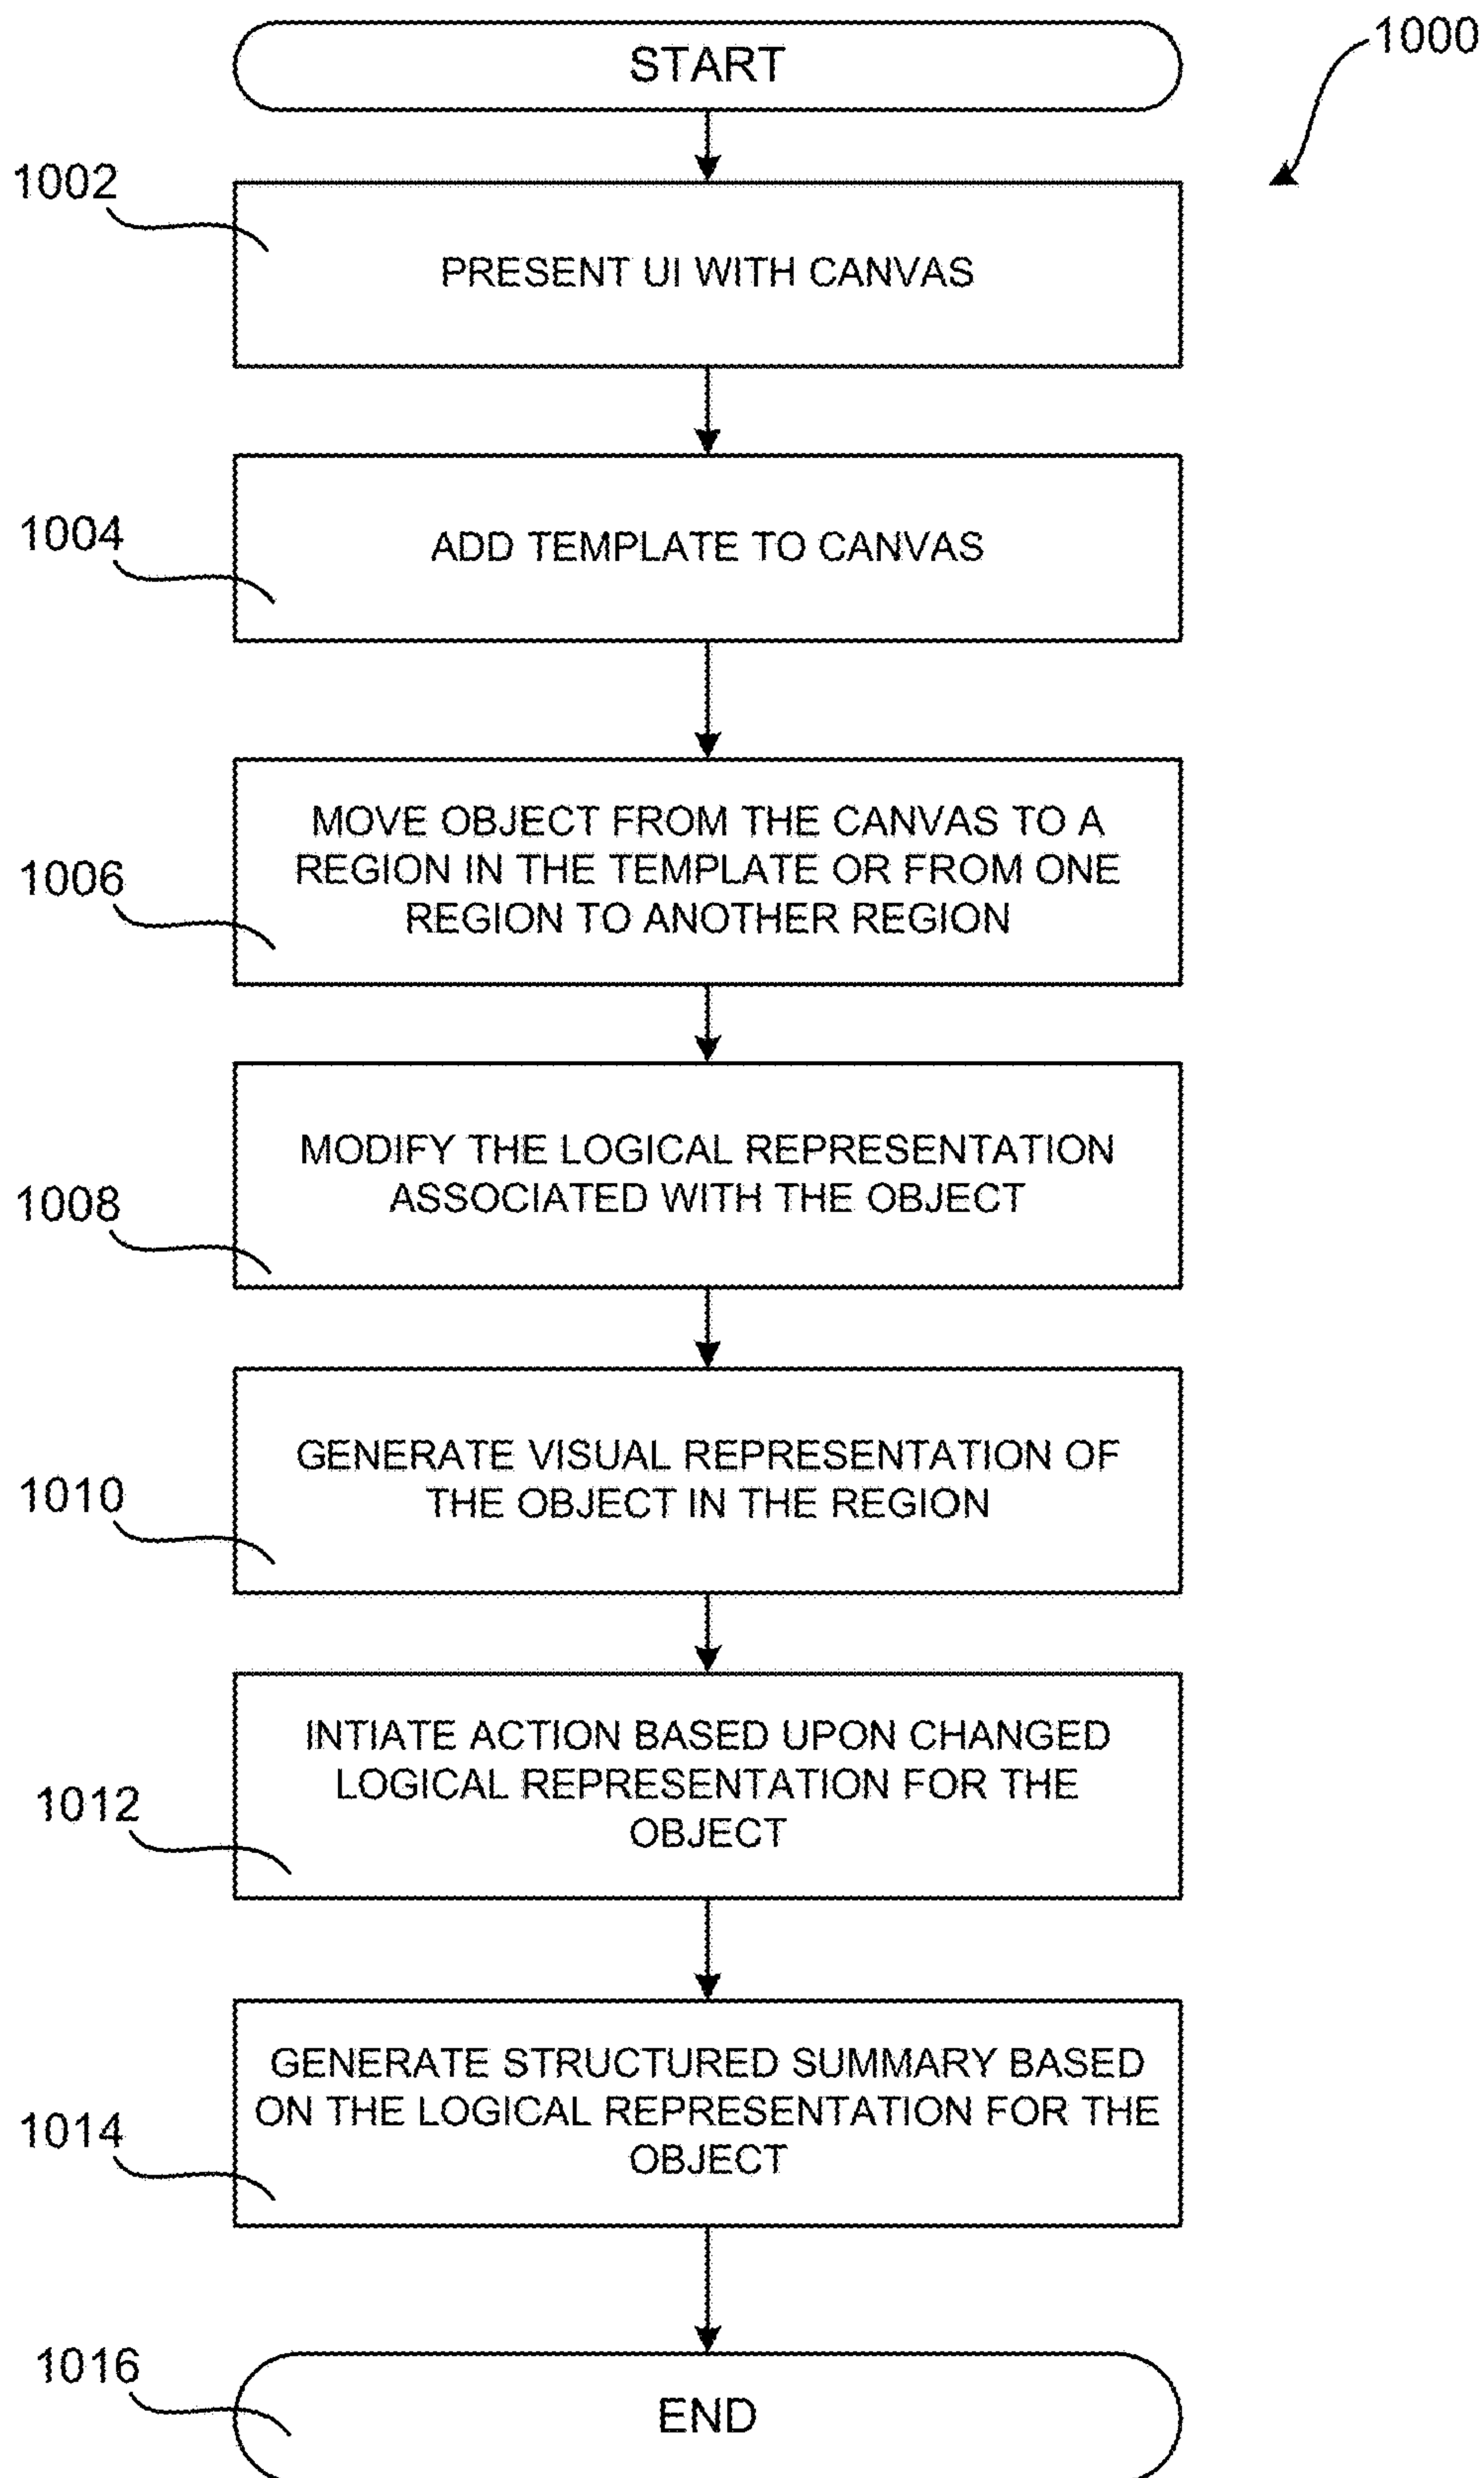 START
1000
1002
PRESENT UI WITH CANVAS
1004
ADD TEMPLATE TO CANVAS
MOVE OBJECT FROM THE CANVAS TO A
REGION IN THE TEMPLATE OR FROM ONE
REGION TO ANOTHER REGION
1006
MODIFY THE LOGICAL REPRESENTATION
ASSOCIATED WITH THE OBJECT
1008
GENERATE VISUAL REPRESENTATION OF
THE OBJECT IN THE REGION
1010
INTIATE ACTION BASED UPON CHANGED
LOGICAL REPRESENTATION FOR THE
OBJECT
1012
GENERATE STRUCTURED SUMMARY BASED
ON THE LOGICAL REPRESENTATION FOR THE
OBJECT
1014
1016
END